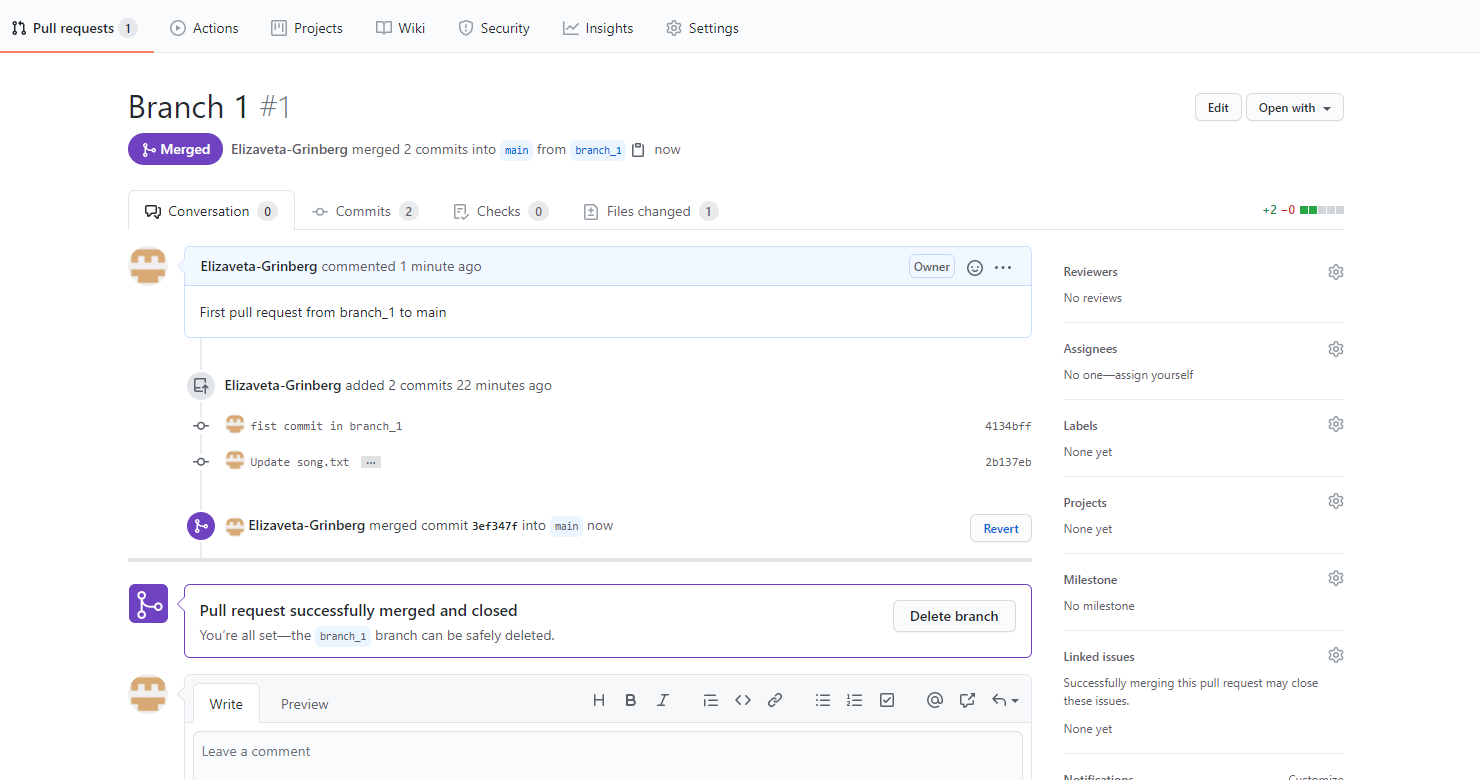 Pull requests 1 Actions Projects Wiki Security Insights Settings
Branch 1 #1
Edit Open with
Merged Elizaveta-Grinberg merged 2 commits into main from branch_1 now
Conversation 0 Commits 2 Checks 0 Files changed 1 +2 −0
Elizaveta-Grinberg commented 1 minute ago Owner
First pull request from branch_1 to main
Elizaveta-Grinberg added 2 commits 22 minutes ago
fist commit in branch_1 4134bff
Update song.txt … 2b137eb
Elizaveta-Grinberg merged commit 3ef347f into main now Revert
Pull request successfully merged and closed
You're all set—the branch_1 branch can be safely deleted.
Delete branch
Write Preview
Leave a comment
Reviewers
No reviews
Assignees
No one—assign yourself
Labels
None yet
Projects
None yet
Milestone
No milestone
Linked issues
Successfully merging this pull request may close
these issues.
None yet
Notifications Customize